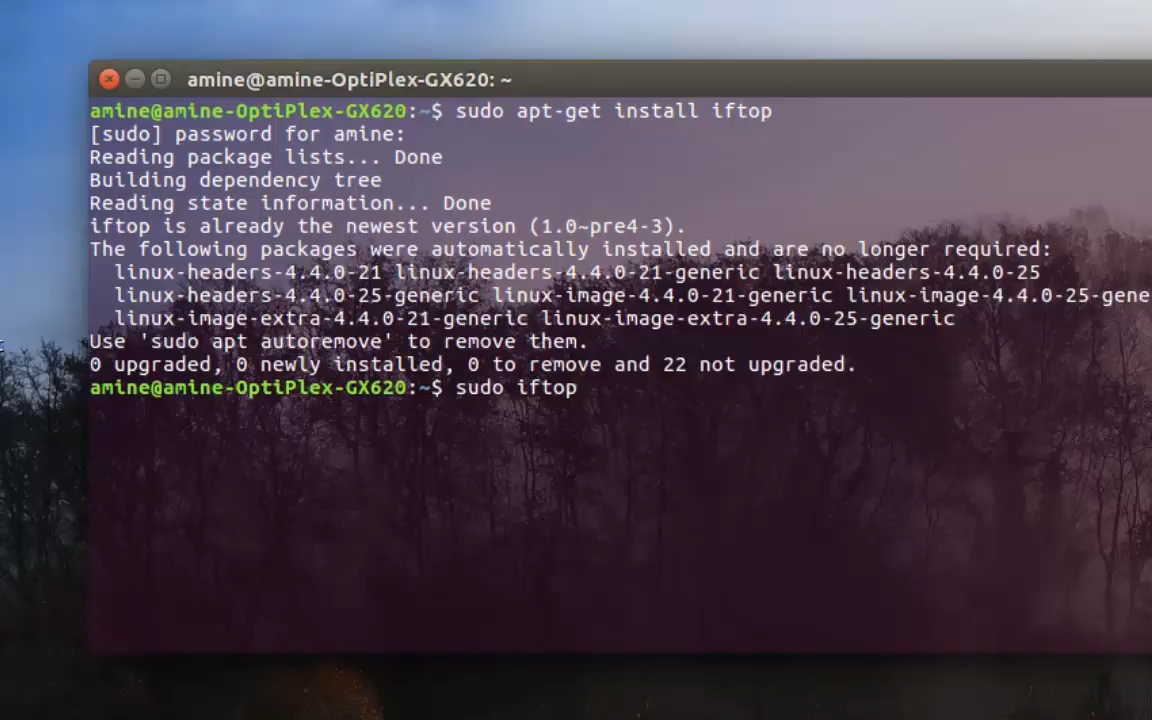 amine@amine-OptiPlex-GX620: ~
amine@amine-OptiPlex-GX620:~$ sudo apt-get install iftop
[sudo] password for amine:
Reading package lists... Done
Building dependency tree
Reading state information... Done
iftop is already the newest version (1.0~pre4-3).
The following packages were automatically installed and are no longer required:
  linux-headers-4.4.0-21 linux-headers-4.4.0-21-generic linux-headers-4.4.0-25
  linux-headers-4.4.0-25-generic linux-image-4.4.0-21-generic linux-image-4.4.0-25-gene
  linux-image-extra-4.4.0-21-generic linux-image-extra-4.4.0-25-generic
Use 'sudo apt autoremove' to remove them.
0 upgraded, 0 newly installed, 0 to remove and 22 not upgraded.
amine@amine-OptiPlex-GX620:~$ sudo iftop